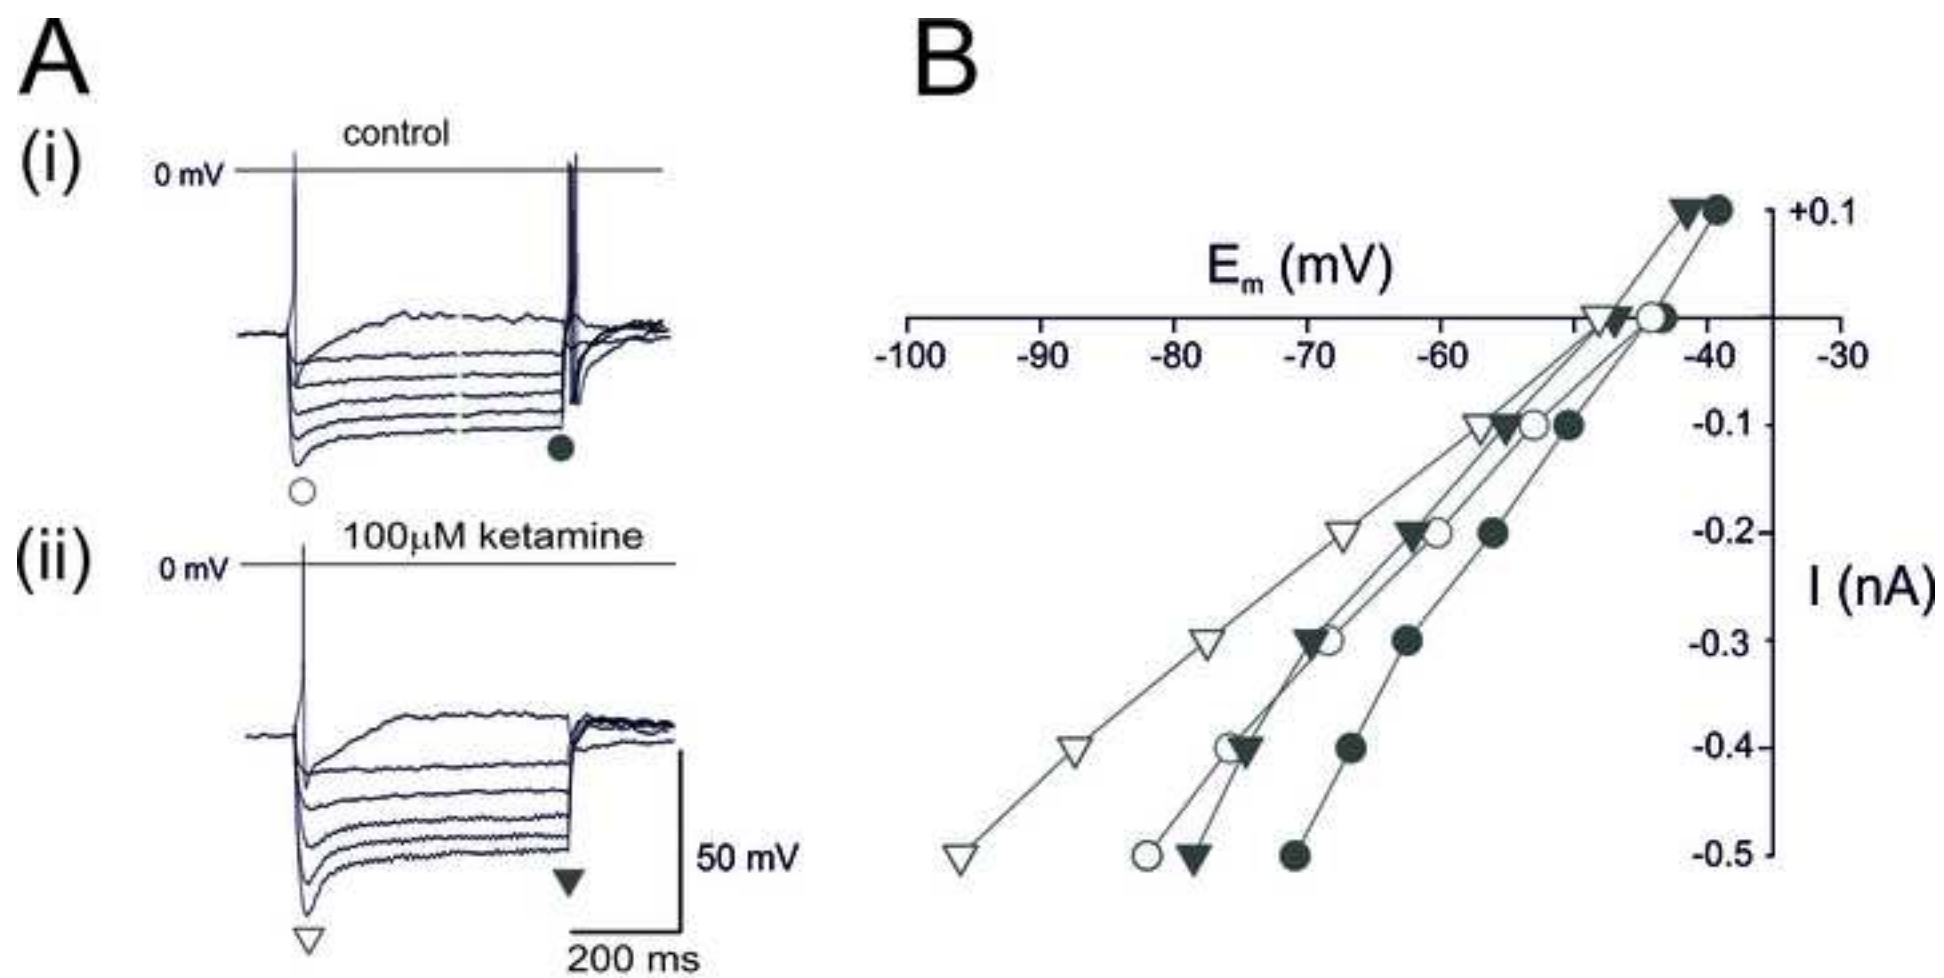 A
(i)
control
0 mV
(ii)
100μM ketamine
0 mV
50 mV
200 ms
B
+0.1
Em (mV)
-100 -90 -80 -70 -60 -40 -30
-0.1
-0.2
I (nA)
-0.3
-0.4
-0.5